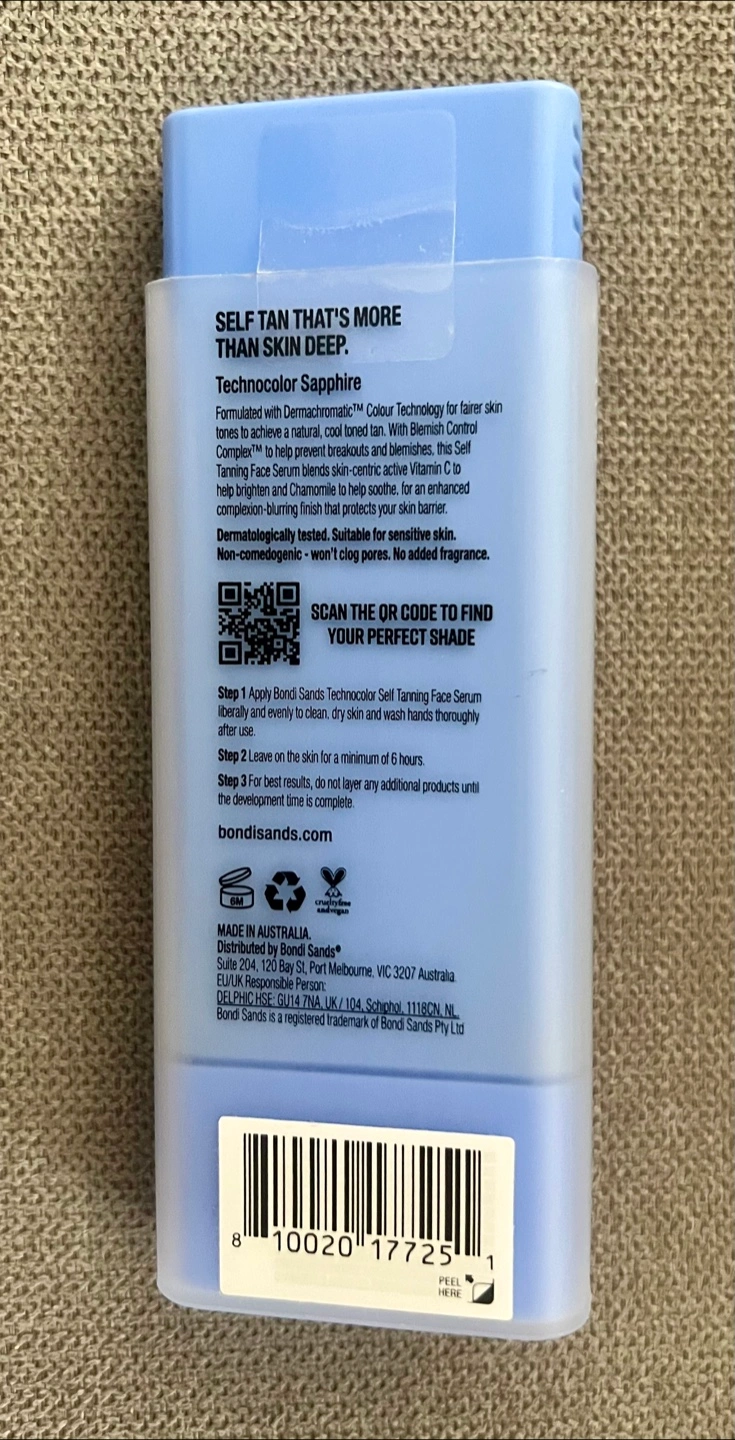 SELF TAN THAT'S MORE
THAN SKIN DEEP.
Technocolor Sapphire
Formulated with Dermachromatic™ Colour Technology for fairer skin
tones to achieve a natural, cool toned tan. With Blemish Control
Complex™ to help prevent breakouts and blemishes, this Self
Tanning Face Serum blends skin-centric active Vitamin C to
help brighten and Chamomile to help soothe, for an enhanced
complexion-blurring finish that protects your skin barrier.
Dermatologically tested. Suitable for sensitive skin.
Non-comedogenic - won't clog pores. No added fragrance.
SCAN THE QR CODE TO FIND
YOUR PERFECT SHADE
Step 1 Apply Bondi Sands Technocolor Self Tanning Face Serum
liberally and evenly to clean, dry skin and wash hands thoroughly
after use.
Step 2 Leave on the skin for a minimum of 6 hours.
Step 3 For best results, do not layer any additional products until
the development time is complete.
bondisands.com
6M
crueltyfree
andvegan
MADE IN AUSTRALIA.
Distributed by Bondi Sands®
Suite 204, 120 Bay St, Port Melbourne, VIC 3207 Australia
EU/UK Responsible Person:
DELPHIC HSE: GU14 7NA, UK / 104, Schiphol, 1118CN, NL.
Bondi Sands is a registered trademark of Bondi Sands Pty Ltd
8 10020 17725 1
PEEL
HERE